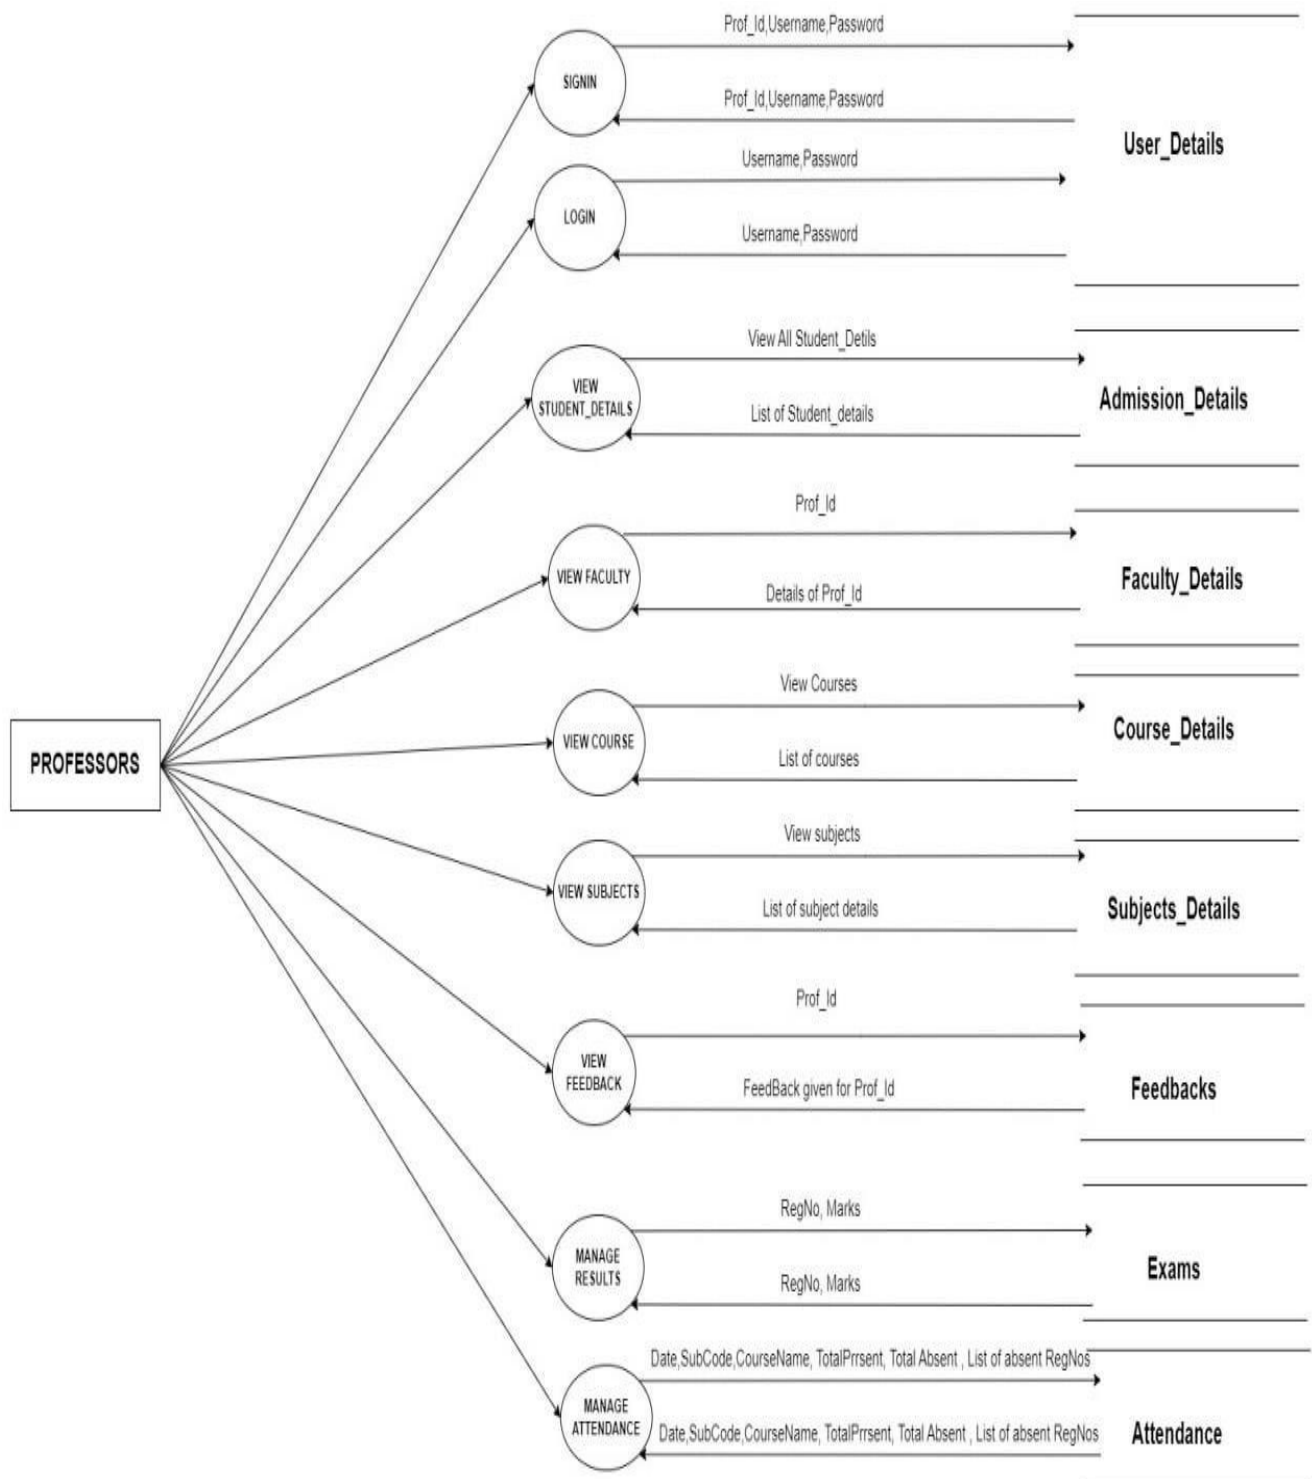 Prof_Id,Username,Password
SIGNIN
Prof_Id,Username,Password
User_Details
Username,Password
LOGIN
Username,Password
View All Student_Detils
VIEW
STUDENT_DETAILS
List of Student_details
Admission_Details
Prof_Id
VIEW FACULTY
Details of Prof_Id
Faculty_Details
View Courses
VIEW COURSE
List of courses
Course_Details
PROFESSORS
View subjects
VIEW SUBJECTS
List of subject details
Subjects_Details
Prof_Id
VIEW
FEEDBACK
FeedBack given for Prof_Id
Feedbacks
RegNo, Marks
MANAGE
RESULTS
RegNo, Marks
Exams
Date,SubCode,CourseName, TotalPrrsent, Total Absent , List of absent RegNos
MANAGE
ATTENDANCE
Date,SubCode,CourseName, TotalPrrsent, Total Absent , List of absent RegNos
Attendance